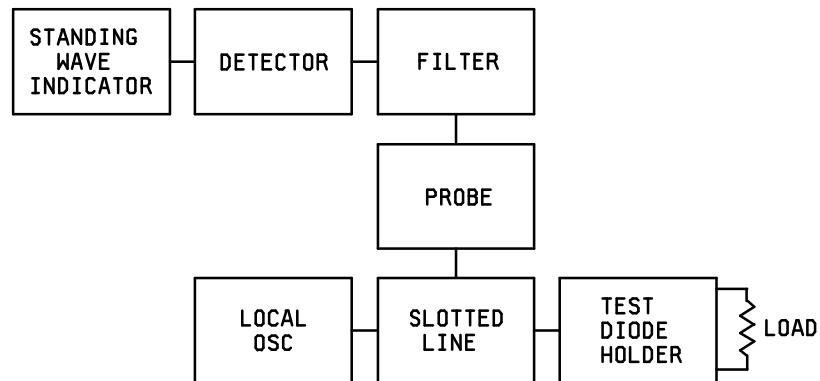 STANDING
WAVE
INDICATOR
DETECTOR
FILTER
PROBE
LOCAL
OSC
SLOTTED
LINE
TEST
DIODE
HOLDER
LOAD